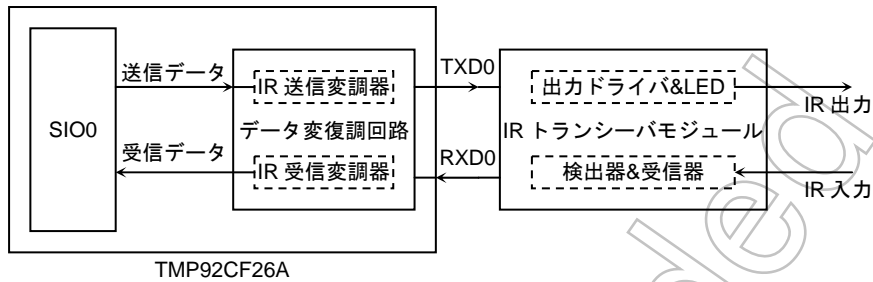 送信データ
TXD0
IR 送信変調器
出力ドライバ&LED
IR 出力
SIO0
データ変復調回路
IR トランシーバモジュール
受信データ
RXD0
IR 受信変調器
検出器&受信器
IR 入力
TMP92CF26A